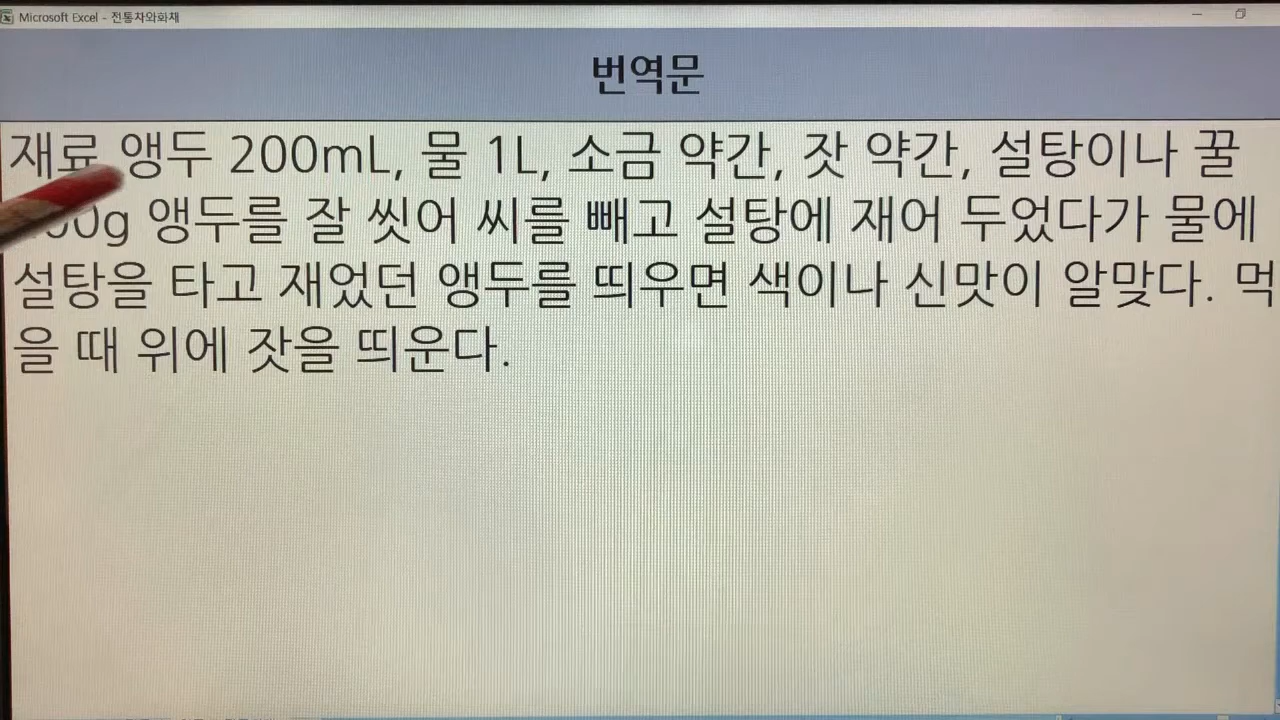 Microsoft Excel - 전통차와화채
번역문
재료 앵두 200mL, 물 1L, 소금 약간, 잣 약간, 설탕이나 꿀
앵두를 잘 씻어 씨를 빼고 설탕에 재어 두었다가 물에
설탕을 타고 재었던 앵두를 띄우면 색이나 신맛이 알맞다. 먹
을 때 위에 잣을 띄운다.